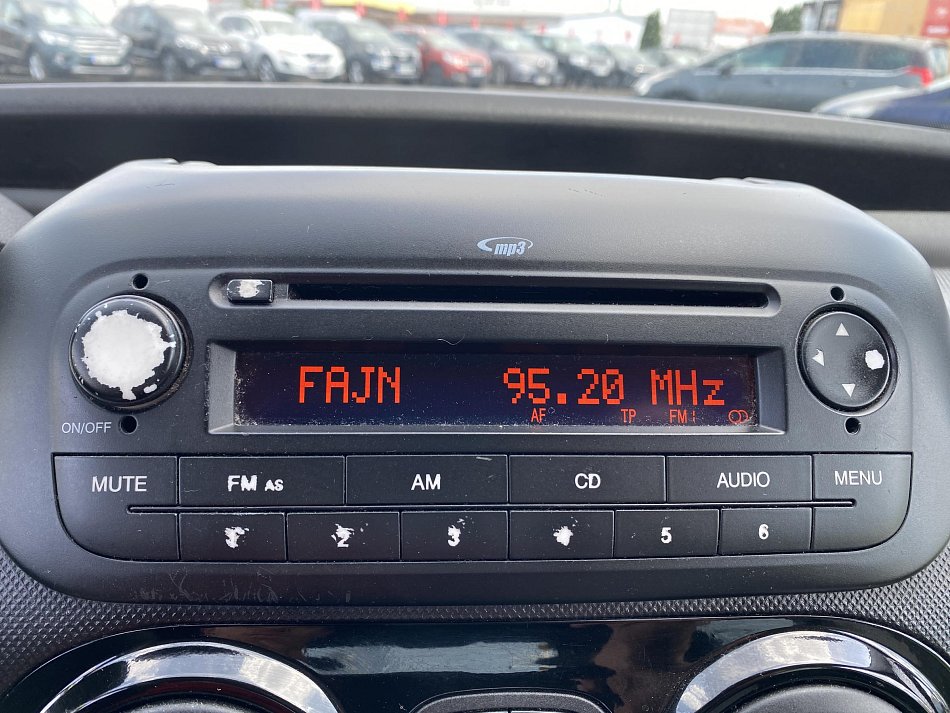 mp3
FAJN 95.20 MHz
AF TP FM I
ON/OFF
MUTE FM AS AM CD AUDIO MENU
1 2 3 5 6